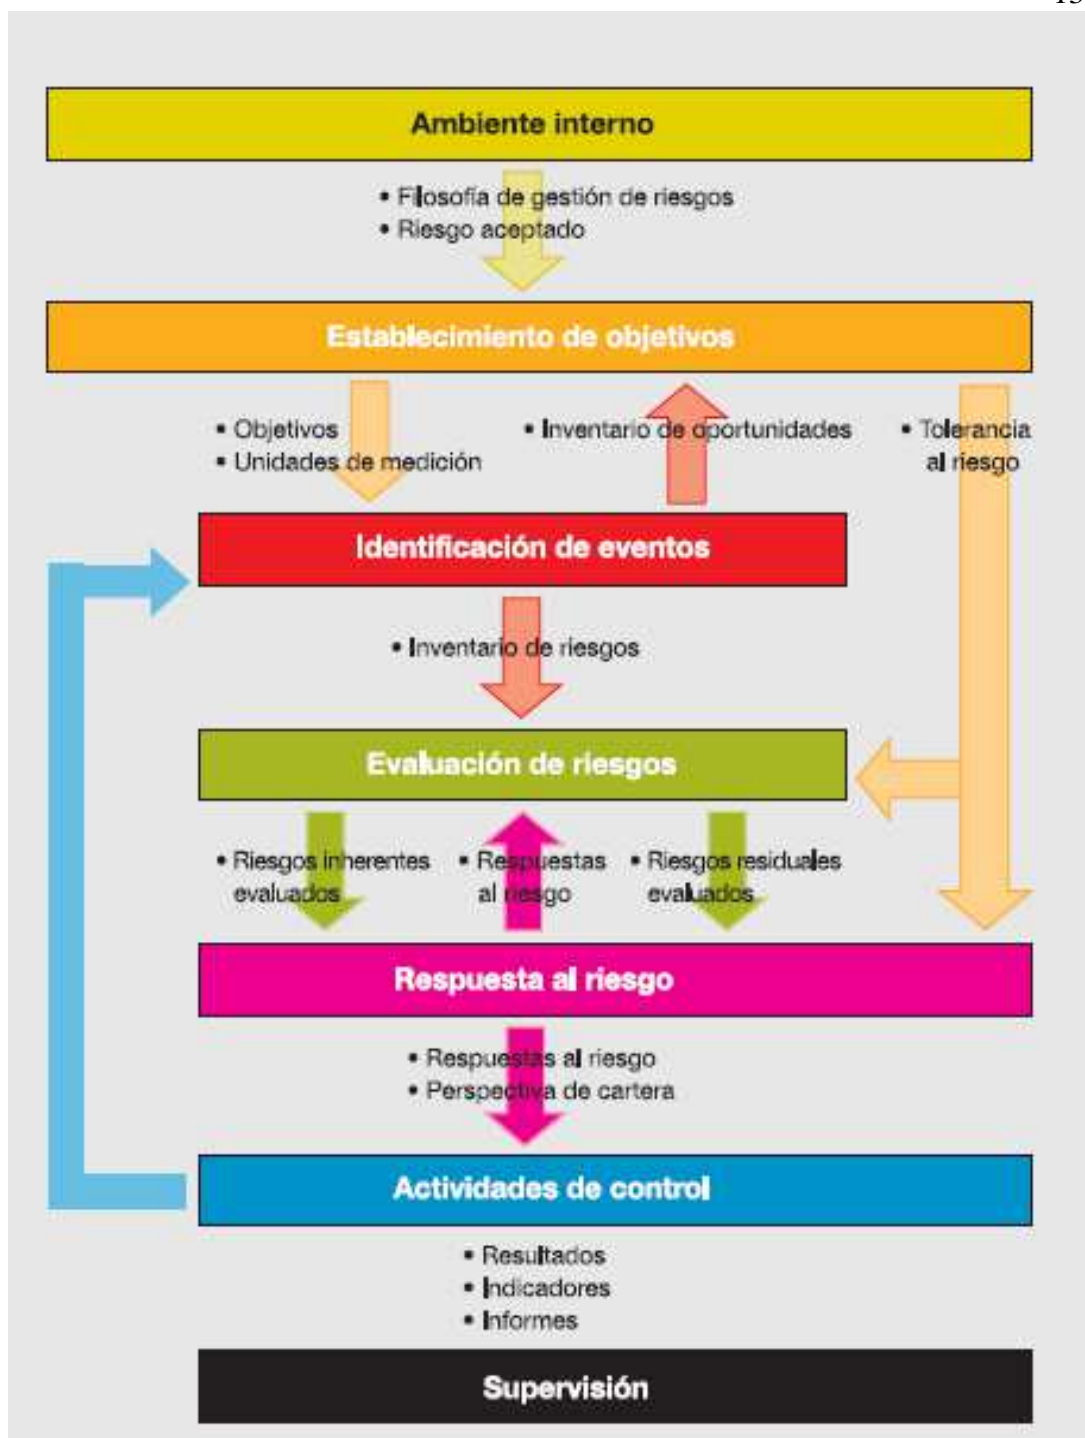 Ambiente interno
• Filosofía de gestión de riesgos
• Riesgo aceptado
Establecimiento de objetivos
• Objetivos
• Unidades de medición
• Inventario de oportunidades
• Tolerancia
al riesgo
Identificación de eventos
• Inventario de riesgos
Evaluación de riesgos
• Riesgos inherentes
evaluados
• Respuestas
al riesgo
• Riesgos residuales
evaluados
Respuesta al riesgo
• Respuestas al riesgo
• Perspectiva de cartera
Actividades de control
• Resultados
• Indicadores
• Informes
Supervisión